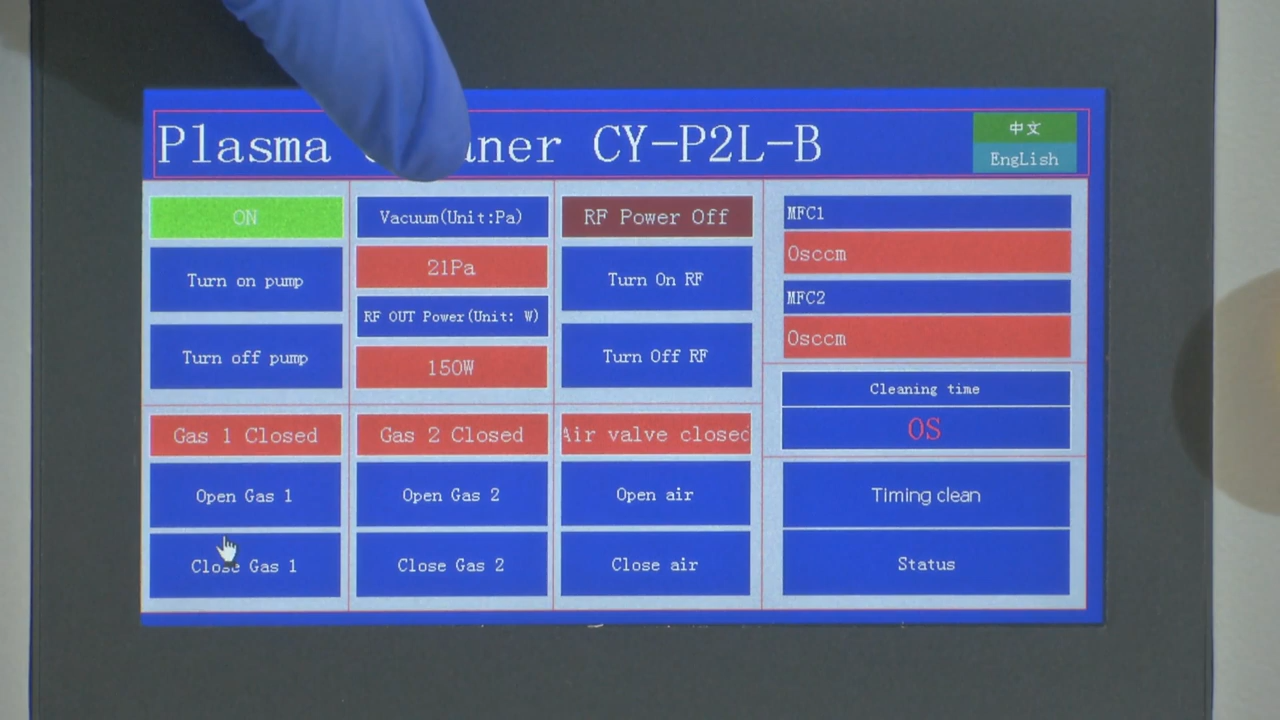 Plasma ner CY-P2L-B
中文
EngLish
ON
Turn on pump
Turn off pump
Vacuum(Unit:Pa)
21Pa
RF OUT Power(Unit: W)
150W
RF Power Off
Turn On RF
Turn Off RF
MFC1
0sccm
MFC2
0sccm
Cleaning time
0S
Gas 1 Closed
Open Gas 1
Close Gas 1
Gas 2 Closed
Open Gas 2
Close Gas 2
Air valve closed
Open air
Close air
Timing clean
Status